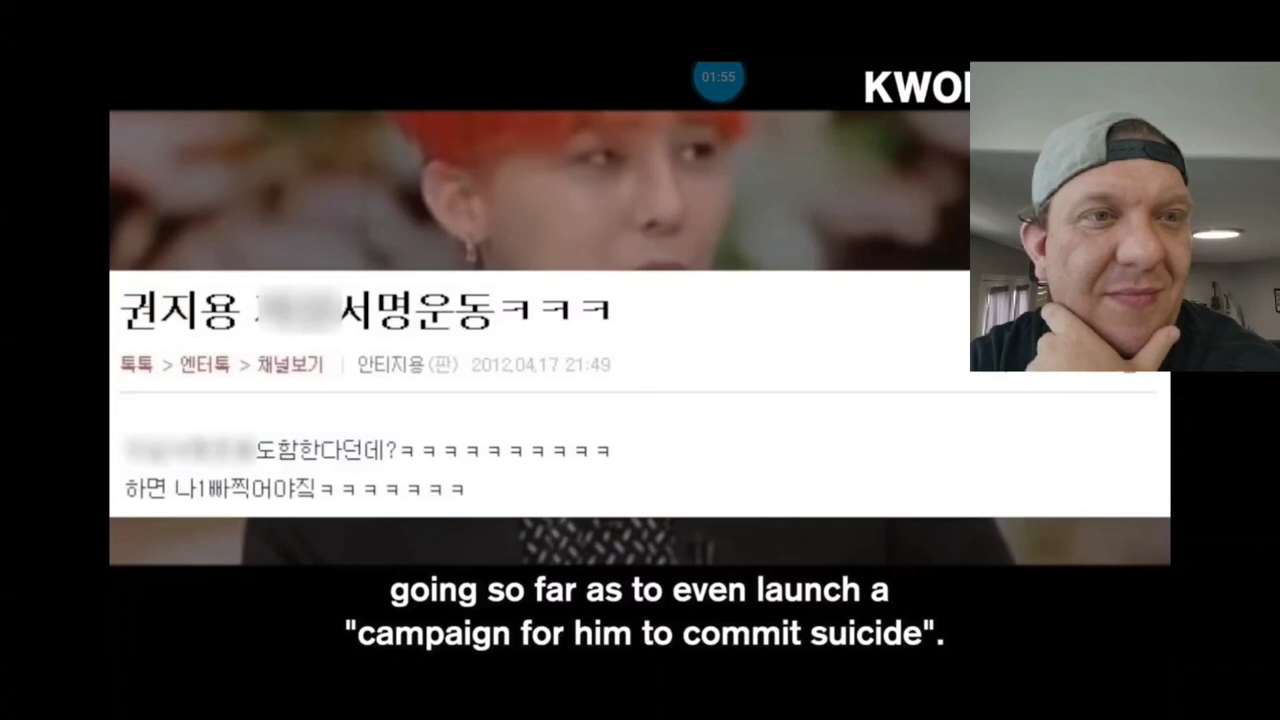 01:55
권지용 서명운동ㅋㅋㅋ
톡톡 > 엔터톡 > 채널보기 | 안티지용 (판) 2012.04.17 21:49
도함한다던데?ㅋㅋㅋㅋㅋㅋㅋㅋㅋㅋ
하면 나1빠찍어야짘ㅋㅋㅋㅋㅋㅋㅋ
going so far as to even launch a
"campaign for him to commit suicide".